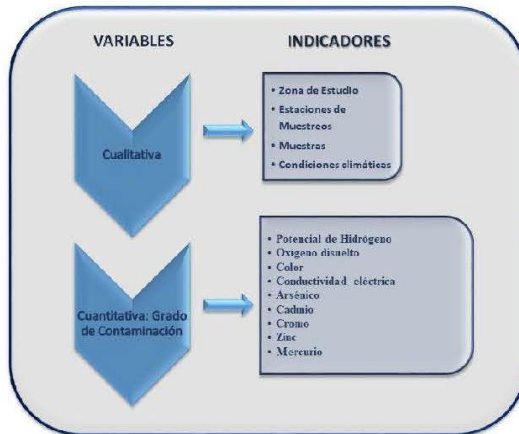 VARIABLES
INDICADORES
Cualitativa
• Zona de Estudio
• Estaciones de
Muestreos
• Muestras
• Condiciones climáticas
Cuantitativa: Grado
de Contaminación
• Potencial de Hidrógeno
• Oxígeno disuelto
• Color
• Conductividad eléctrica
• Arsénico
• Cadmio
• Cromo
• Zinc
• Mercurio